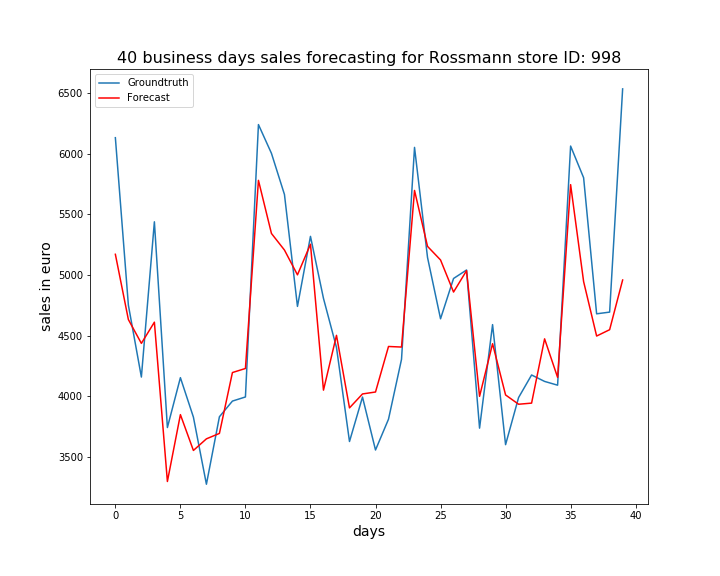 40 business days sales forecasting for Rossmann store ID: 998
Groundtruth
Forecast
sales in euro
6500
6000
5500
5000
4500
4000
3500
0 5 10 15 20 25 30 35 40
days